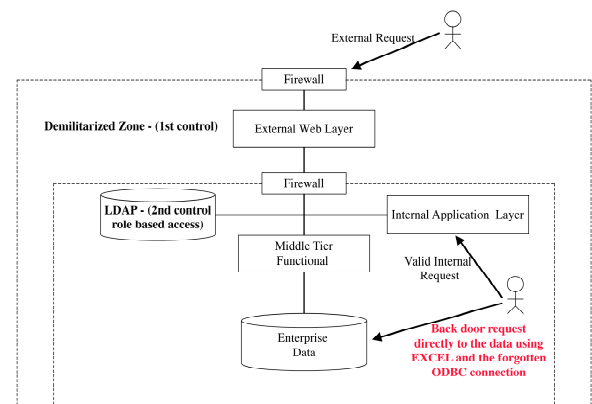 External Request
Firewall
Demilitarized Zone - (1st control)
External Web Layer
Firewall
LDAP - (2nd control
role based access)
Internal Application Layer
Middle Tier
Functional
Valid Internal
Request
Enterprise
Data
Back door request
directly to the data using
EXCEL and the forgotten
ODBC connection